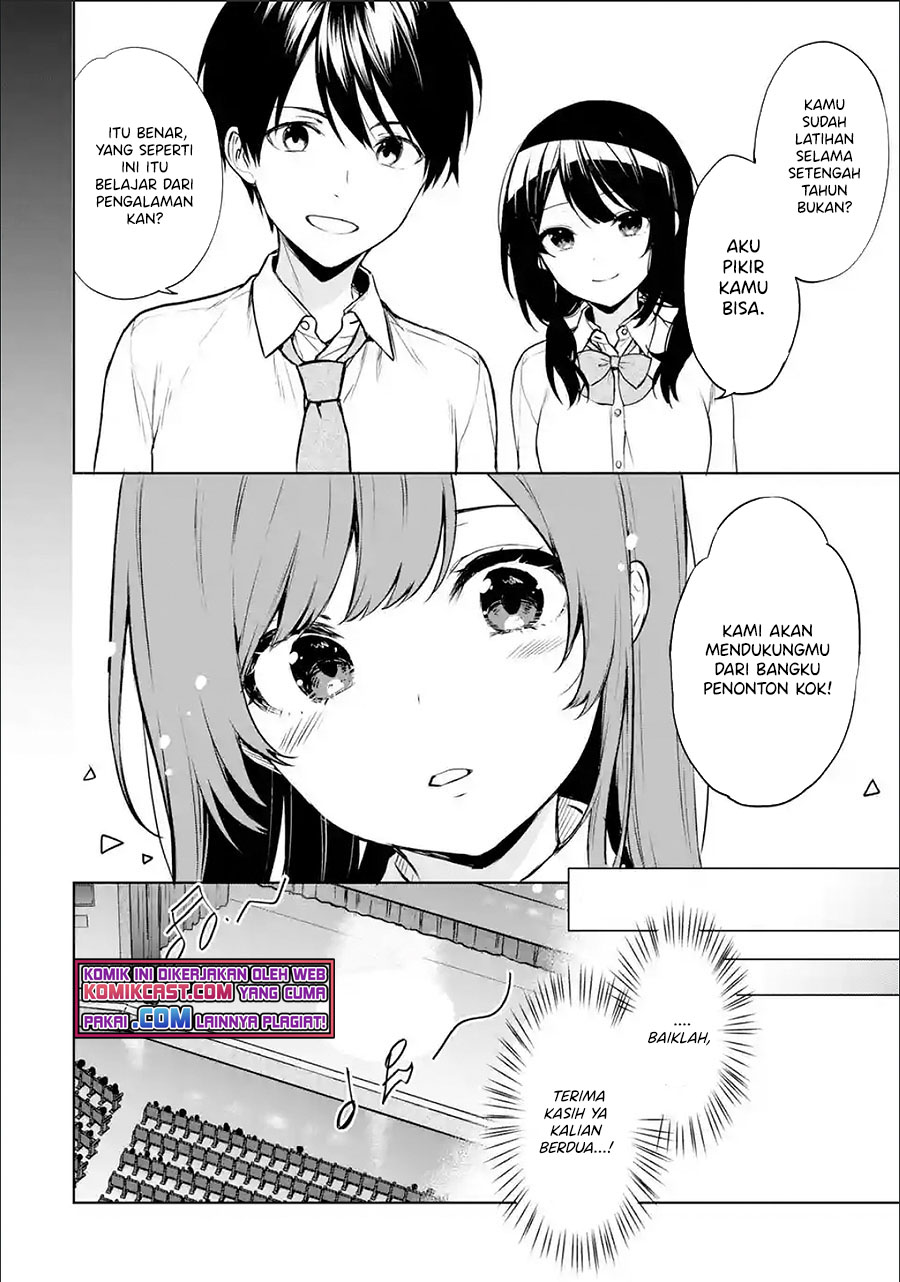 KAMU
SUDAH
LATIHAN
SELAMA
SETENGAH
TAHUN
BUKAN?
AKU
PIKIR
KAMU
BISA.
ITU BENAR,
YANG SEPERTI
INI ITU
BELAJAR DARI
PENGALAMAN
KAN?
KAMI AKAN
MENDUKUNGMU
DARI BANGKU
PENONTON KOK!
....
BAIKLAH,
TERIMA
KASIH YA
KALIAN
BERDUA...!
KOMIK INI DIKERJAKAN OLEH WEB
KOMIKCAST.COM YANG CUMA
PAKAI .COM LAINNYA PLAGIAT!